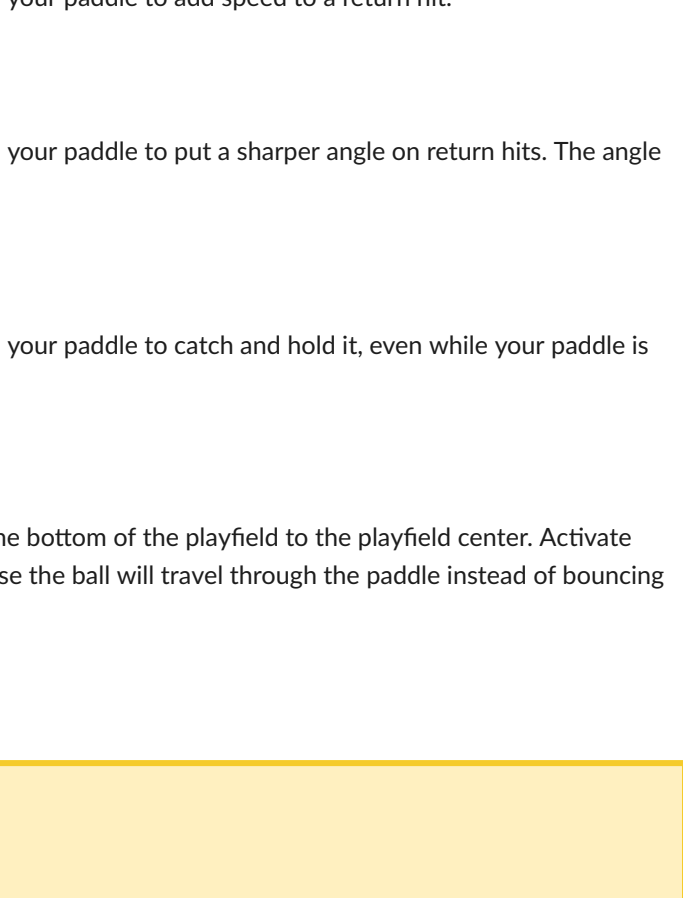 your paddle to add speed to a return hit.
your paddle to put a sharper angle on return hits. The angle
your paddle to catch and hold it, even while your paddle is
bottom of the playfield to the playfield center. Activate
the ball will travel through the paddle instead of bouncing